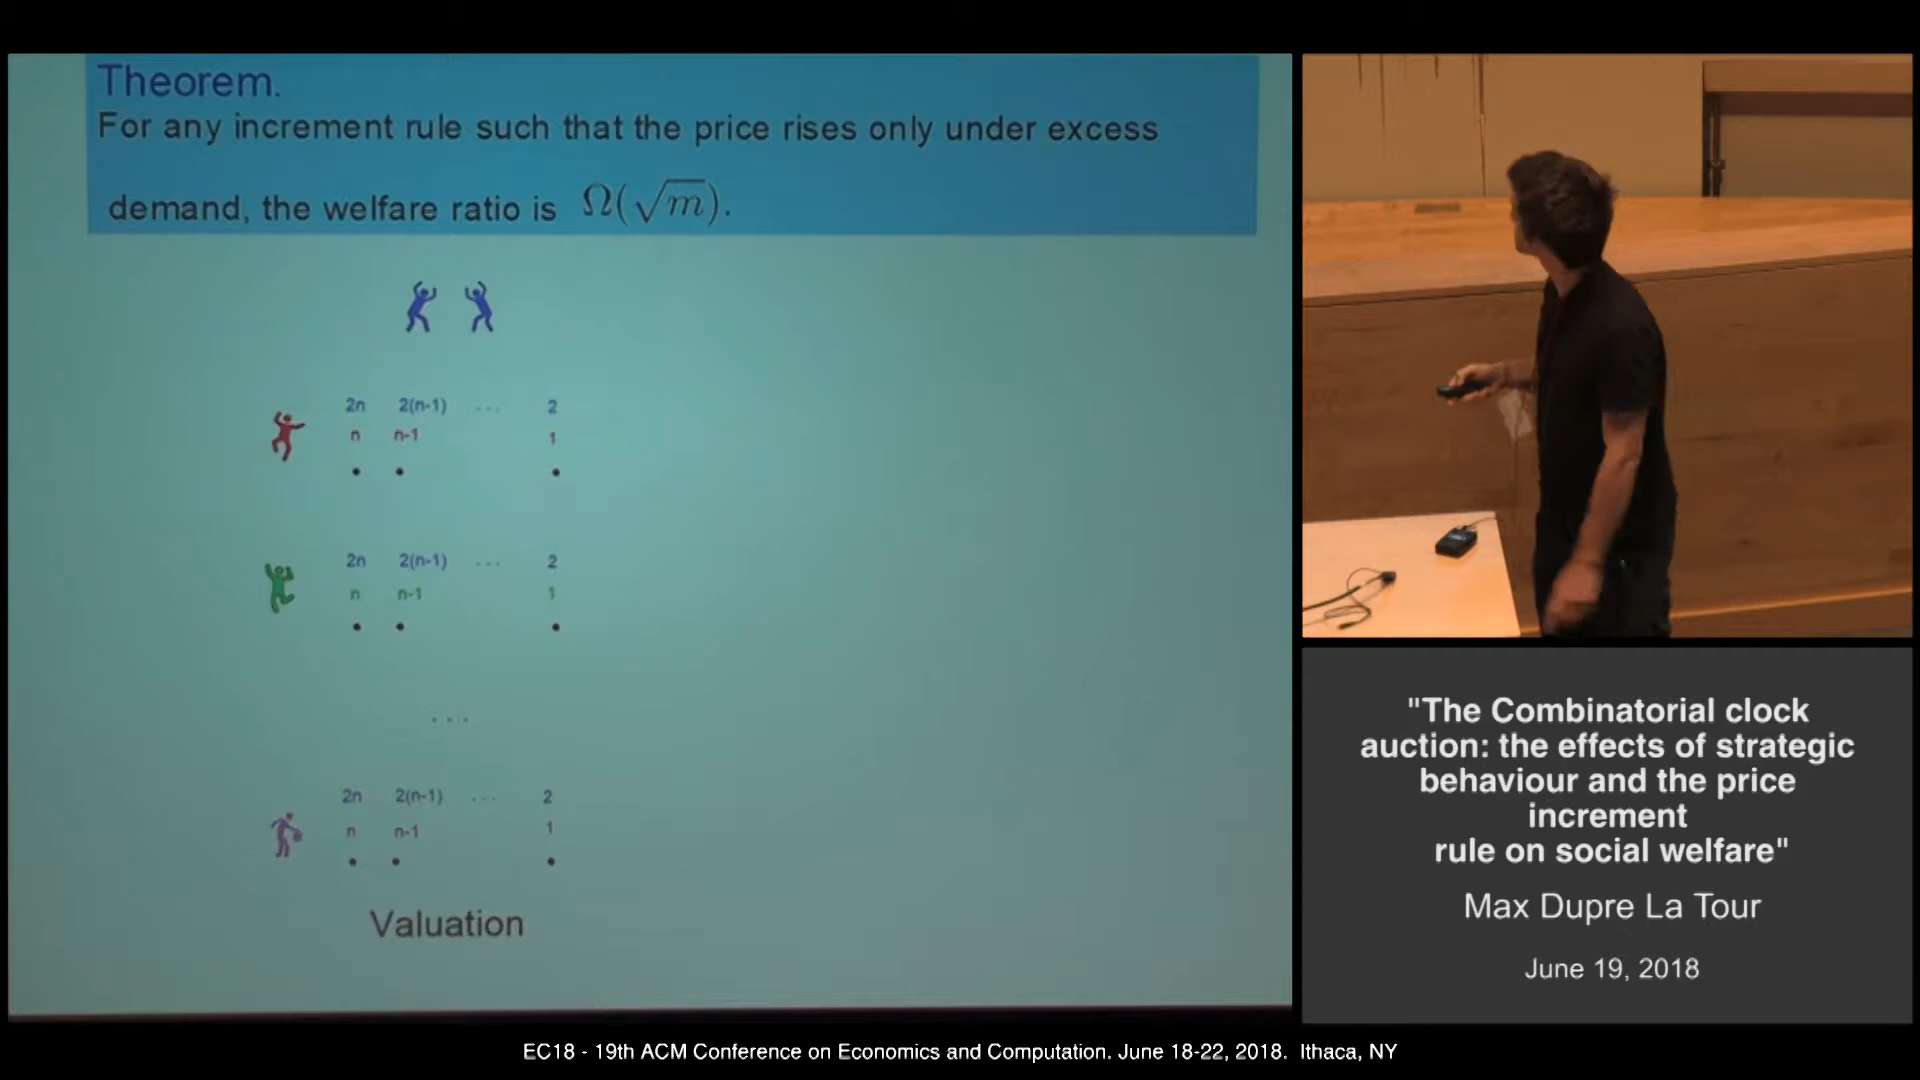 Theorem.
For any increment rule such that the price rises only under excess
demand, the welfare ratio is Ω(√m).
2n 2(n-1) ... 2
n n-1 1
2n 2(n-1) ... 2
n n-1 1
...
2n 2(n-1) ... 2
n n-1 1
Valuation
"The Combinatorial clock
auction: the effects of strategic
behaviour and the price
increment
rule on social welfare"
Max Dupre La Tour
June 19, 2018
EC18 - 19th ACM Conference on Economics and Computation. June 18-22, 2018. Ithaca, NY